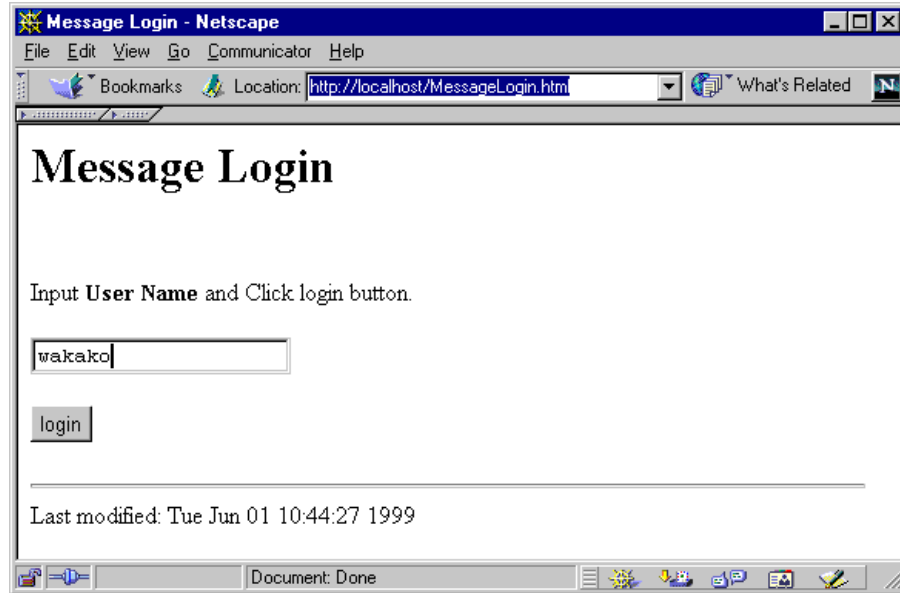 Message Login - Netscape
File Edit View Go Communicator Help
Bookmarks Location: http://localhost/MessageLogin.html What's Related N
Message Login
Input User Name and Click login button.
wakako
login
Last modified: Tue Jun 01 10:44:27 1999
Document: Done